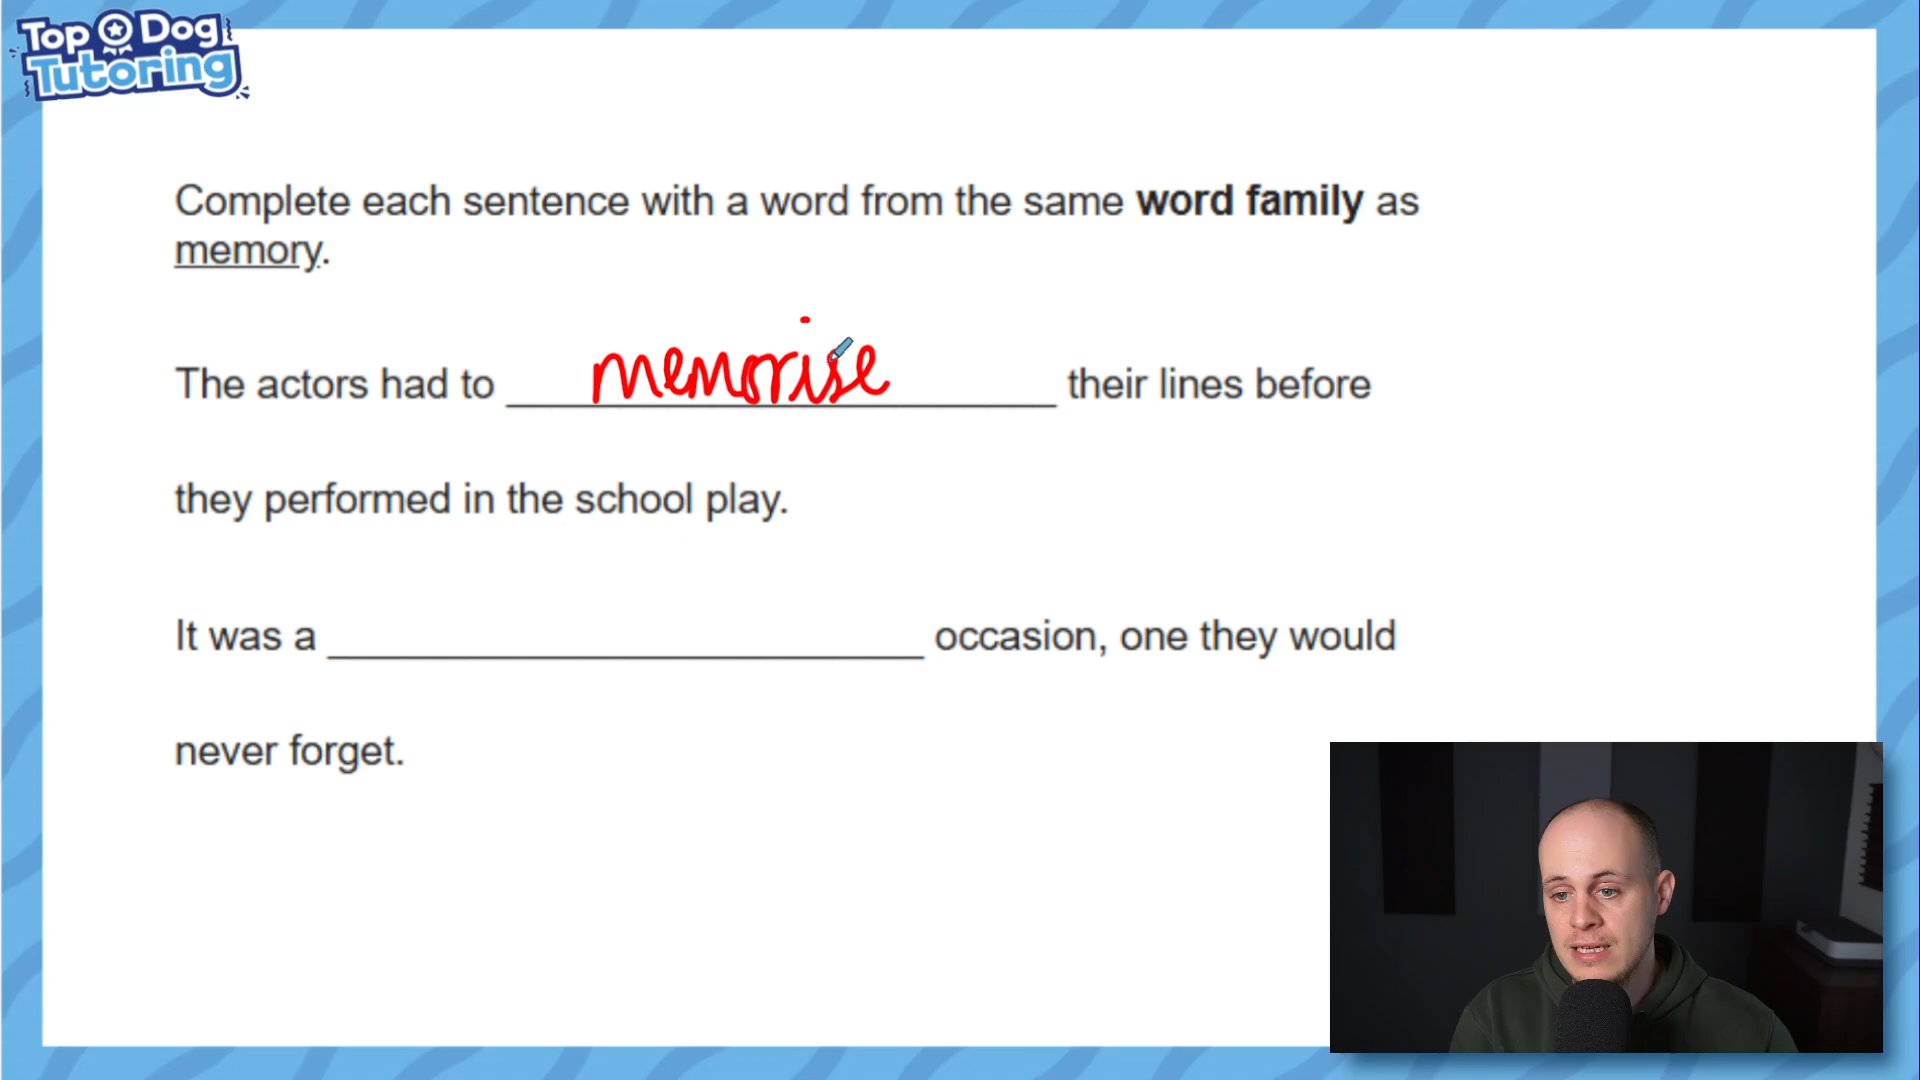 Top Dog
Tutoring
Complete each sentence with a word from the same word family as
memory.
The actors had to memorise their lines before
they performed in the school play.
It was a ______ occasion, one they would
never forget.